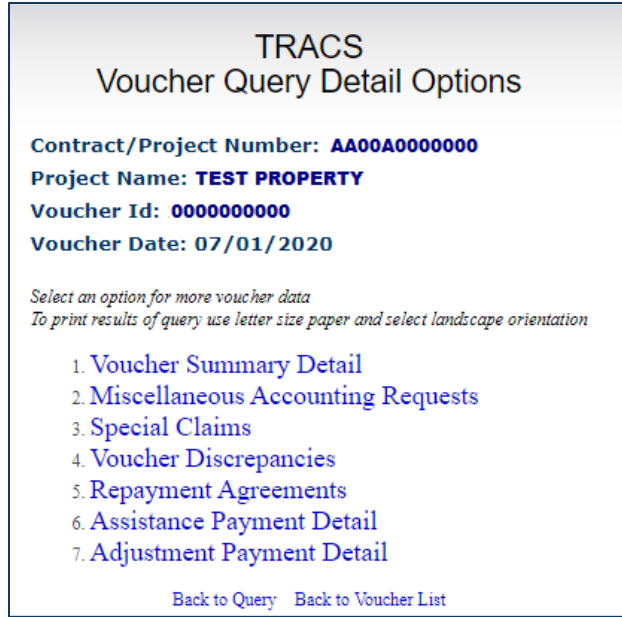 TRACS
Voucher Query Detail Options
Contract/Project Number: AA00A0000000
Project Name: TEST PROPERTY
Voucher Id: 0000000000
Voucher Date: 07/01/2020
Select an option for more voucher data
To print results of query use letter size paper and select landscape orientation
1. Voucher Summary Detail
2. Miscellaneous Accounting Requests
3. Special Claims
4. Voucher Discrepancies
5. Repayment Agreements
6. Assistance Payment Detail
7. Adjustment Payment Detail
Back to Query Back to Voucher List